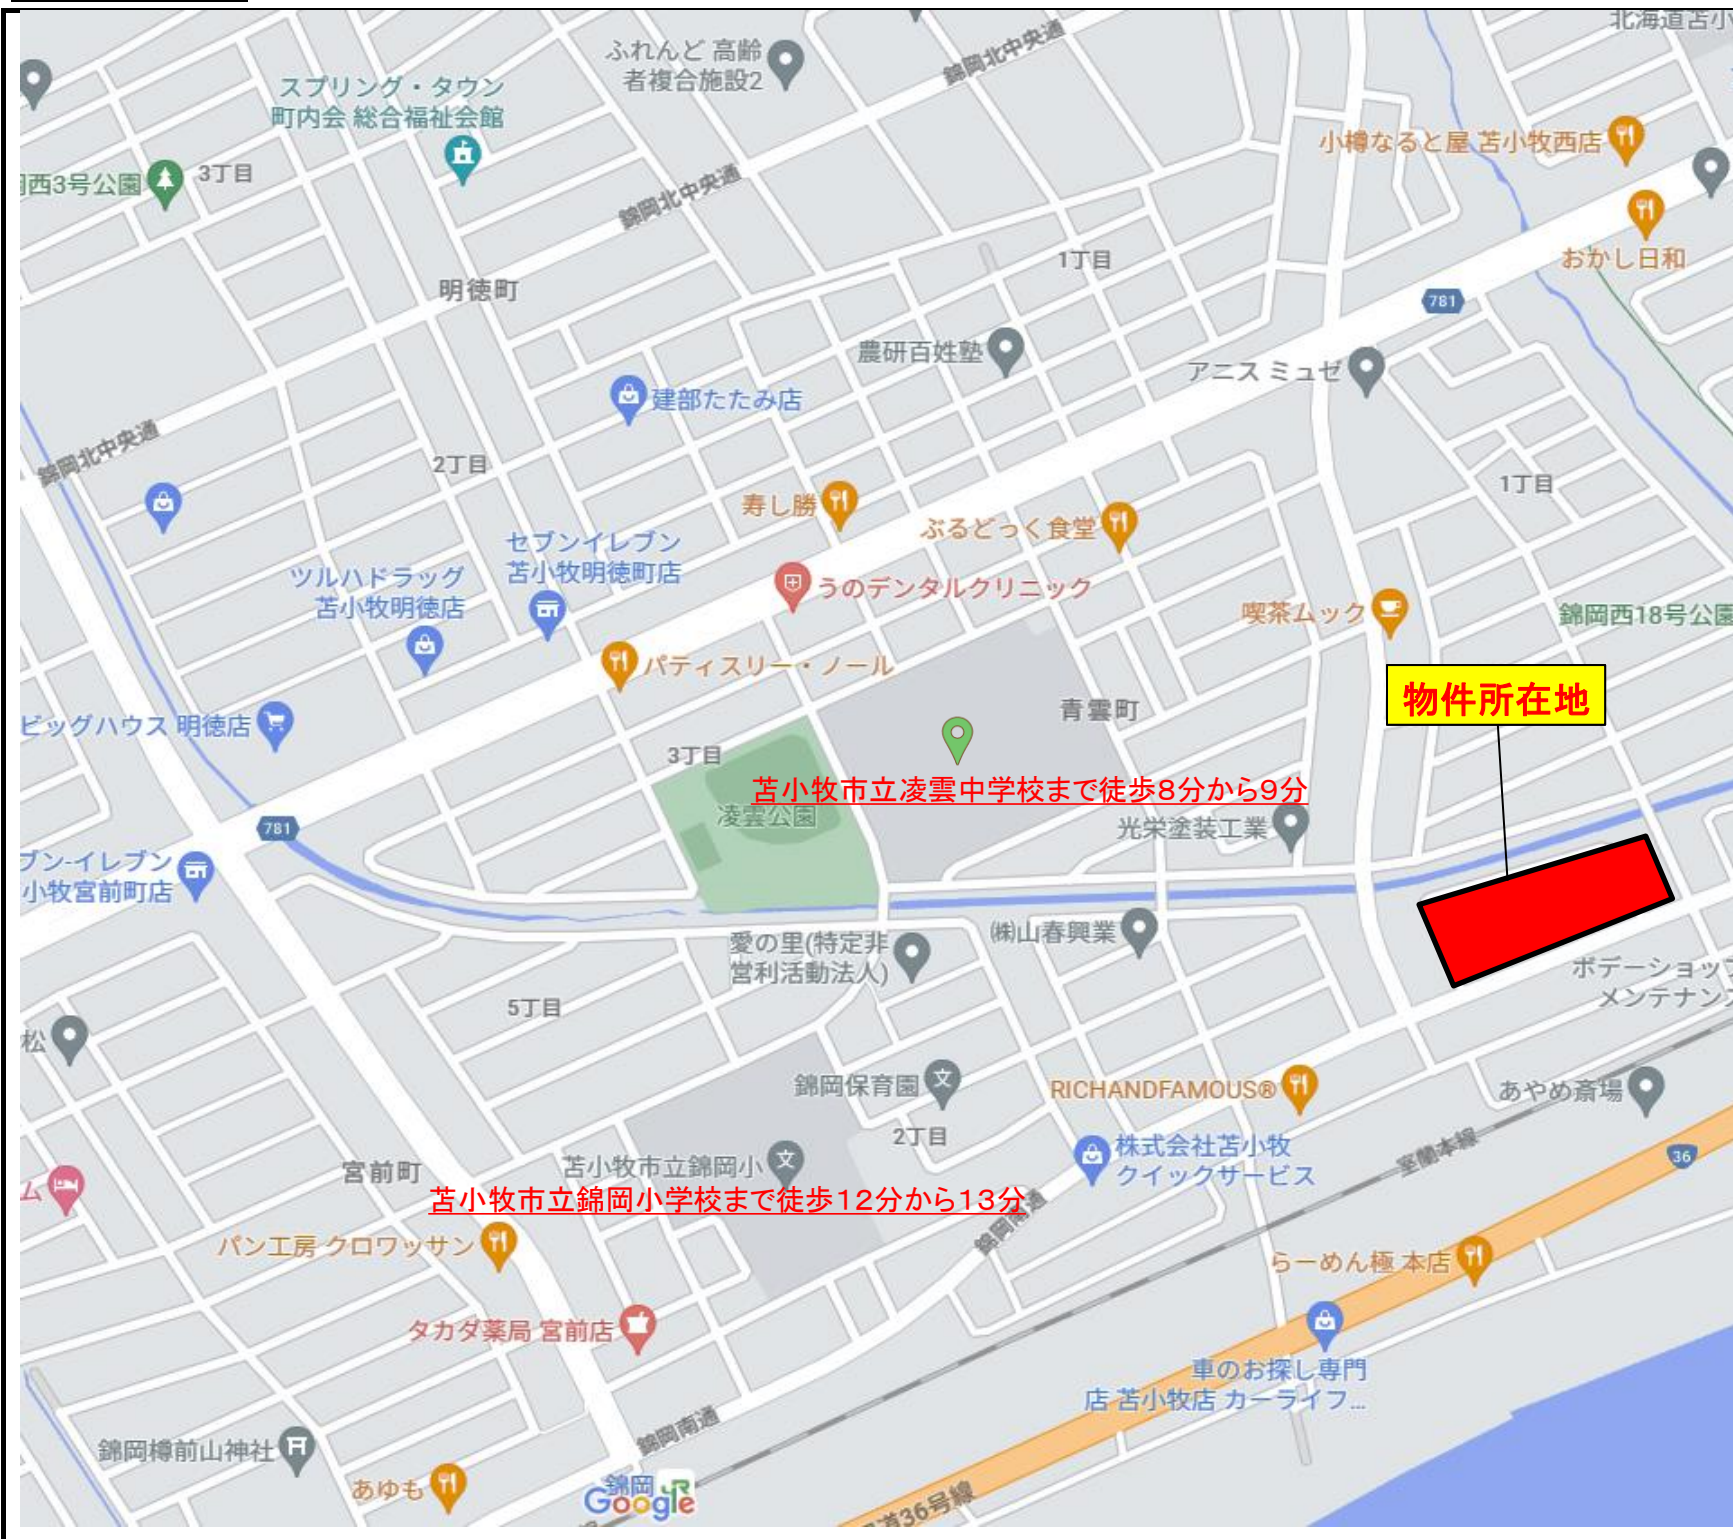 北海道苫小
ふれんど 高齢
者複合施設2
錦岡北中央通
スプリング・タウン
町内会 総合福祉会館
小樽なると屋 苫小牧西店
西3号公園
3丁目
錦岡北中央通
おかし日和
1丁目
明徳町
781
農研百姓塾
アニス ミュゼ
建部たたみ店
錦岡北中央通
2丁目
1丁目
寿し勝
ぶるどっく食堂
セブンイレブン
苫小牧明徳町店
ツルハドラッグ
苫小牧明徳店
うのデンタルクリニック
喫茶ムック
錦岡西18号公園
パティスリー・ノール
物件所在地
青雲町
ビッグハウス 明徳店
3丁目
苫小牧市立凌雲中学校まで徒歩8分から9分
凌雲公園
光栄塗装工業
781
ブン-イレブン
小牧宮前町店
愛の里(特定非
営利活動法人)
㈱山春興業
ボデーショップ
メンテナンス
5丁目
松
錦岡保育園
RICHANDFAMOUS®
あやめ斎場
2丁目
株式会社苫小牧
クイックサービス
室蘭本線
36
宮前町
苫小牧市立錦岡小
ム
苫小牧市立錦岡小学校まで徒歩12分から13分
錦岡南通
パン工房 クロワッサン
らーめん極 本店
タカダ薬局 宮前店
車のお探し専門
店 苫小牧店 カーライフ...
錦岡南通
錦岡樽前山神社
あゆも
錦岡
JR
Google
道36号線